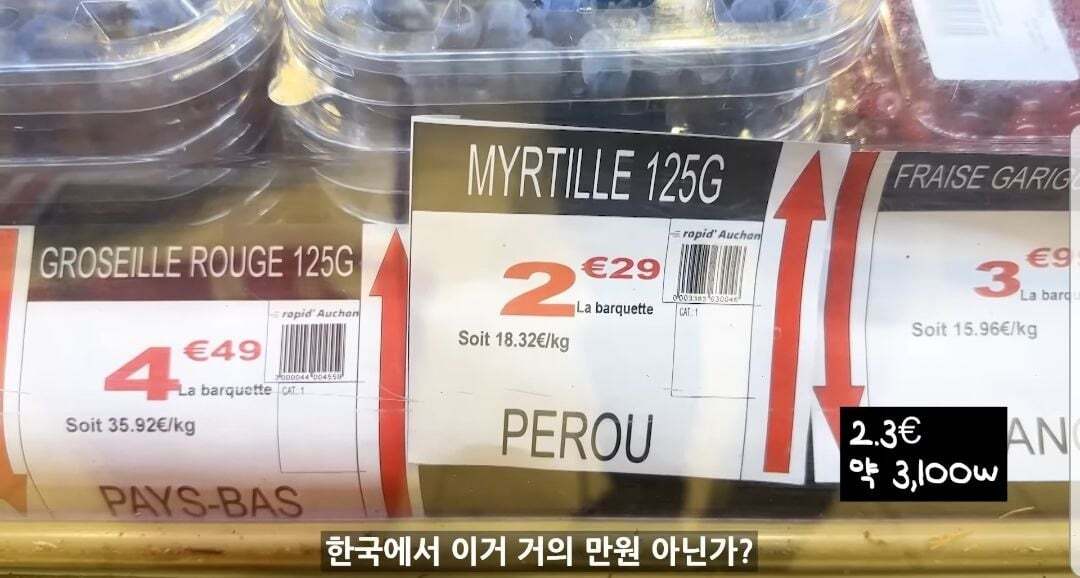 GROSEILLE ROUGE 125G
rapid' Auchan
4 €49
La barquette
CAT.:1
Soit 35.92€/kg
PAYS-BAS
MYRTILLE 125G
rapid' Auchan
2 €29
La barquette
CAT.:1
Soit 18.32€/kg
PEROU
FRAISE
3 €9
La
Soit 15.96€/kg
2.3€
약 3,100w
한국에서 이거 거의 만원 아닌가?